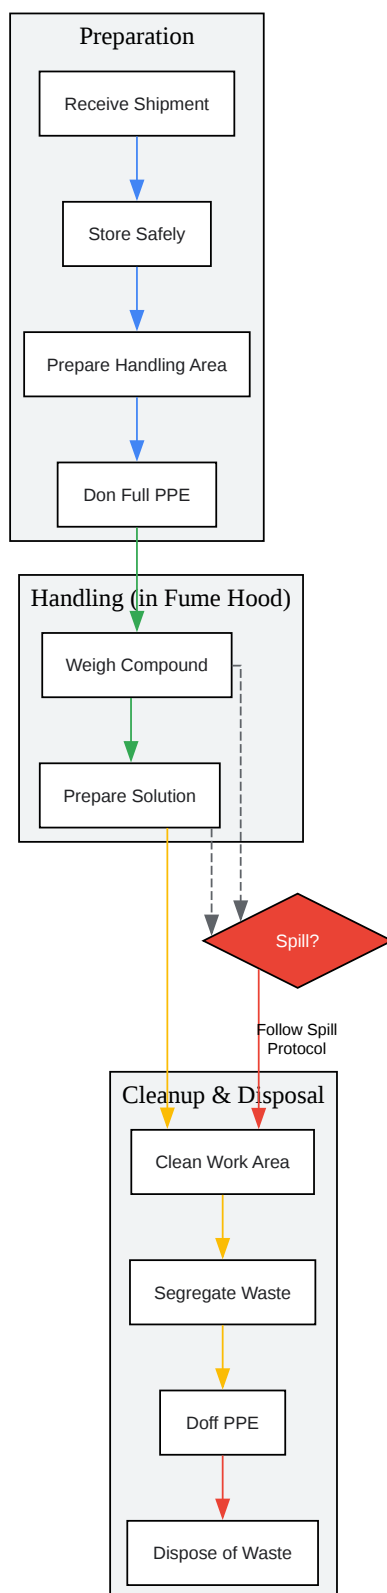 Preparation
Receive Shipment
Store Safely
Prepare Handling Area
Don Full PPE
Handling (in Fume Hood)
Weigh Compound
Prepare Solution
Spill?
Follow Spill
Protocol
Cleanup & Disposal
Clean Work Area
Segregate Waste
Doff PPE
Dispose of Waste